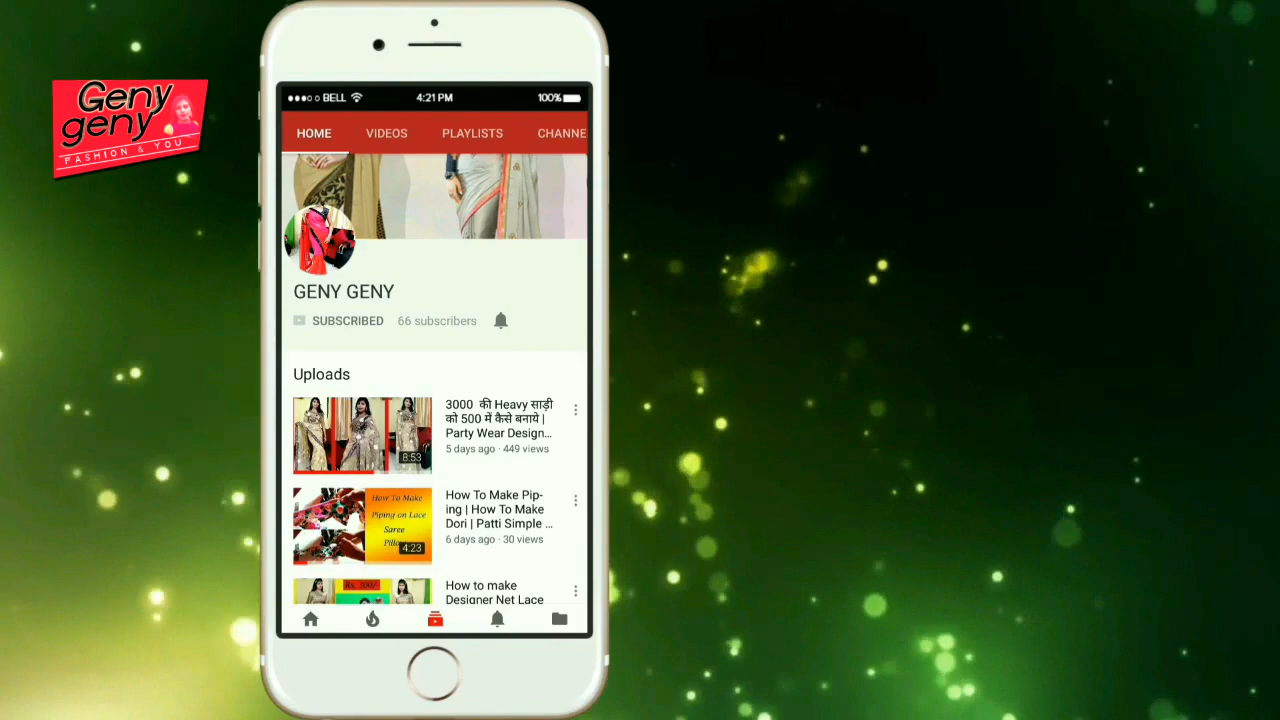 Geny
geny
FASHION & YOU
BELL 4:21 PM 100%
HOME VIDEOS PLAYLISTS CHANNE
GENY GENY
SUBSCRIBED 66 subscribers
Uploads
3000 की Heavy साड़ी
को 500 में कैसे बनाये |
Party Wear Design...
5 days ago · 449 views
8:53
How To Make Pip-
ing | How To Make
Dori | Patti Simple ...
6 days ago · 30 views
How To Make
Piping on Lace
Saree
4:23
How to make
Designer Net Lace